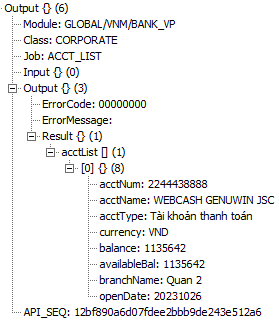 Output {} (6)
Module: GLOBAL/VNM/BANK_VP
Class: CORPORATE
Job: ACCT_LIST
Input {} (0)
Output {} (3)
ErrorCode: 00000000
ErrorMessage:
Result {} (1)
acctList [] (1)
[0] {} (8)
acctNum: 2244438888
acctName: WEBCASH GENUWIN JSC
acctType: Tài khoản thanh toán
currency: VND
balance: 1135642
availableBal: 1135642
branchName: Quan 2
openDate: 20231026
API_SEQ: 12bf890a6d07fdee2bbb9de243e512a6